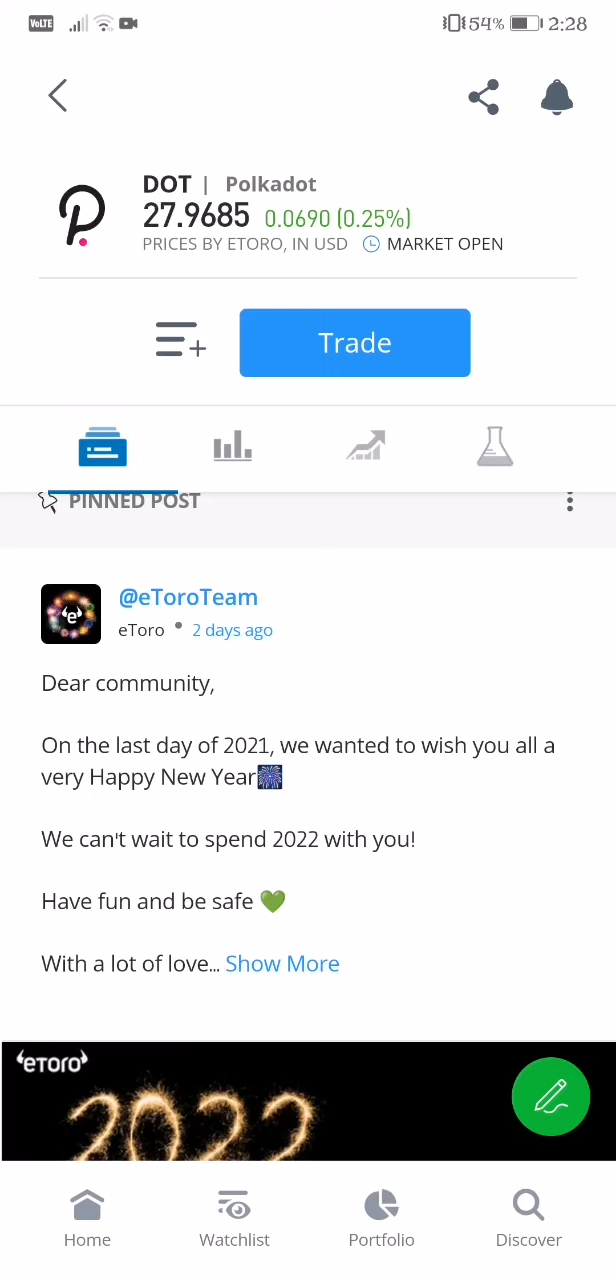 VoLTE 54% 2:28
DOT | Polkadot
27.9685 0.0690 (0.25%)
PRICES BY ETORO, IN USD MARKET OPEN
Trade
PINNED POST
@eToroTeam
eToro • 2 days ago
Dear community,
On the last day of 2021, we wanted to wish you all a
very Happy New Year🎆
We can't wait to spend 2022 with you!
Have fun and be safe 💚
With a lot of love... Show More
eToro
2022
Home Watchlist Portfolio Discover